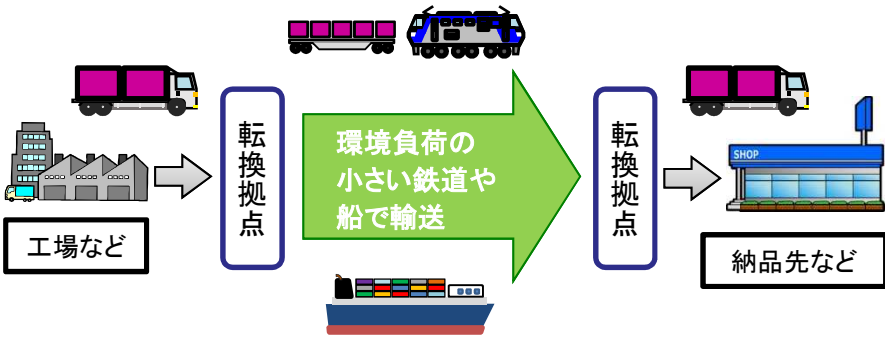 工場など
転換拠点
環境負荷の
小さい鉄道や
船で輸送
転換拠点
SHOP
納品先など